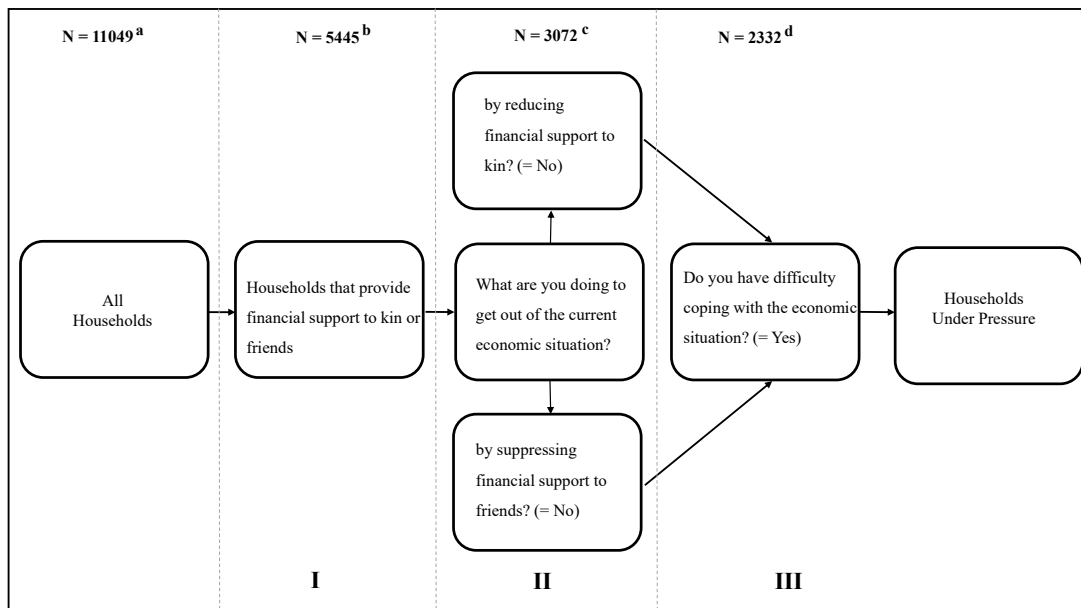 N = 11049 a
N = 5445 b
N = 3072 c
N = 2332 d
All
Households
Households that provide
financial support to kin or
friends
by reducing
financial support to
kin? (= No)
What are you doing to
get out of the current
economic situation?
by suppressing
financial support to
friends? (= No)
Do you have difficulty
coping with the economic
situation? (= Yes)
Households
Under Pressure
I
II
III